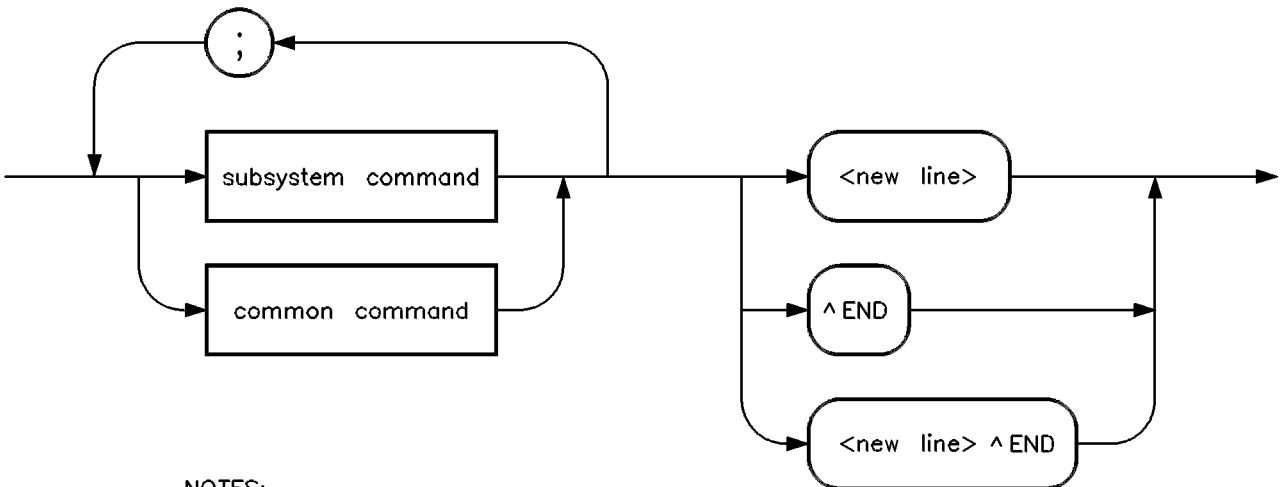 ;
subsystem command
<new line>
common command
^END
<new line> ^END
NOTES: